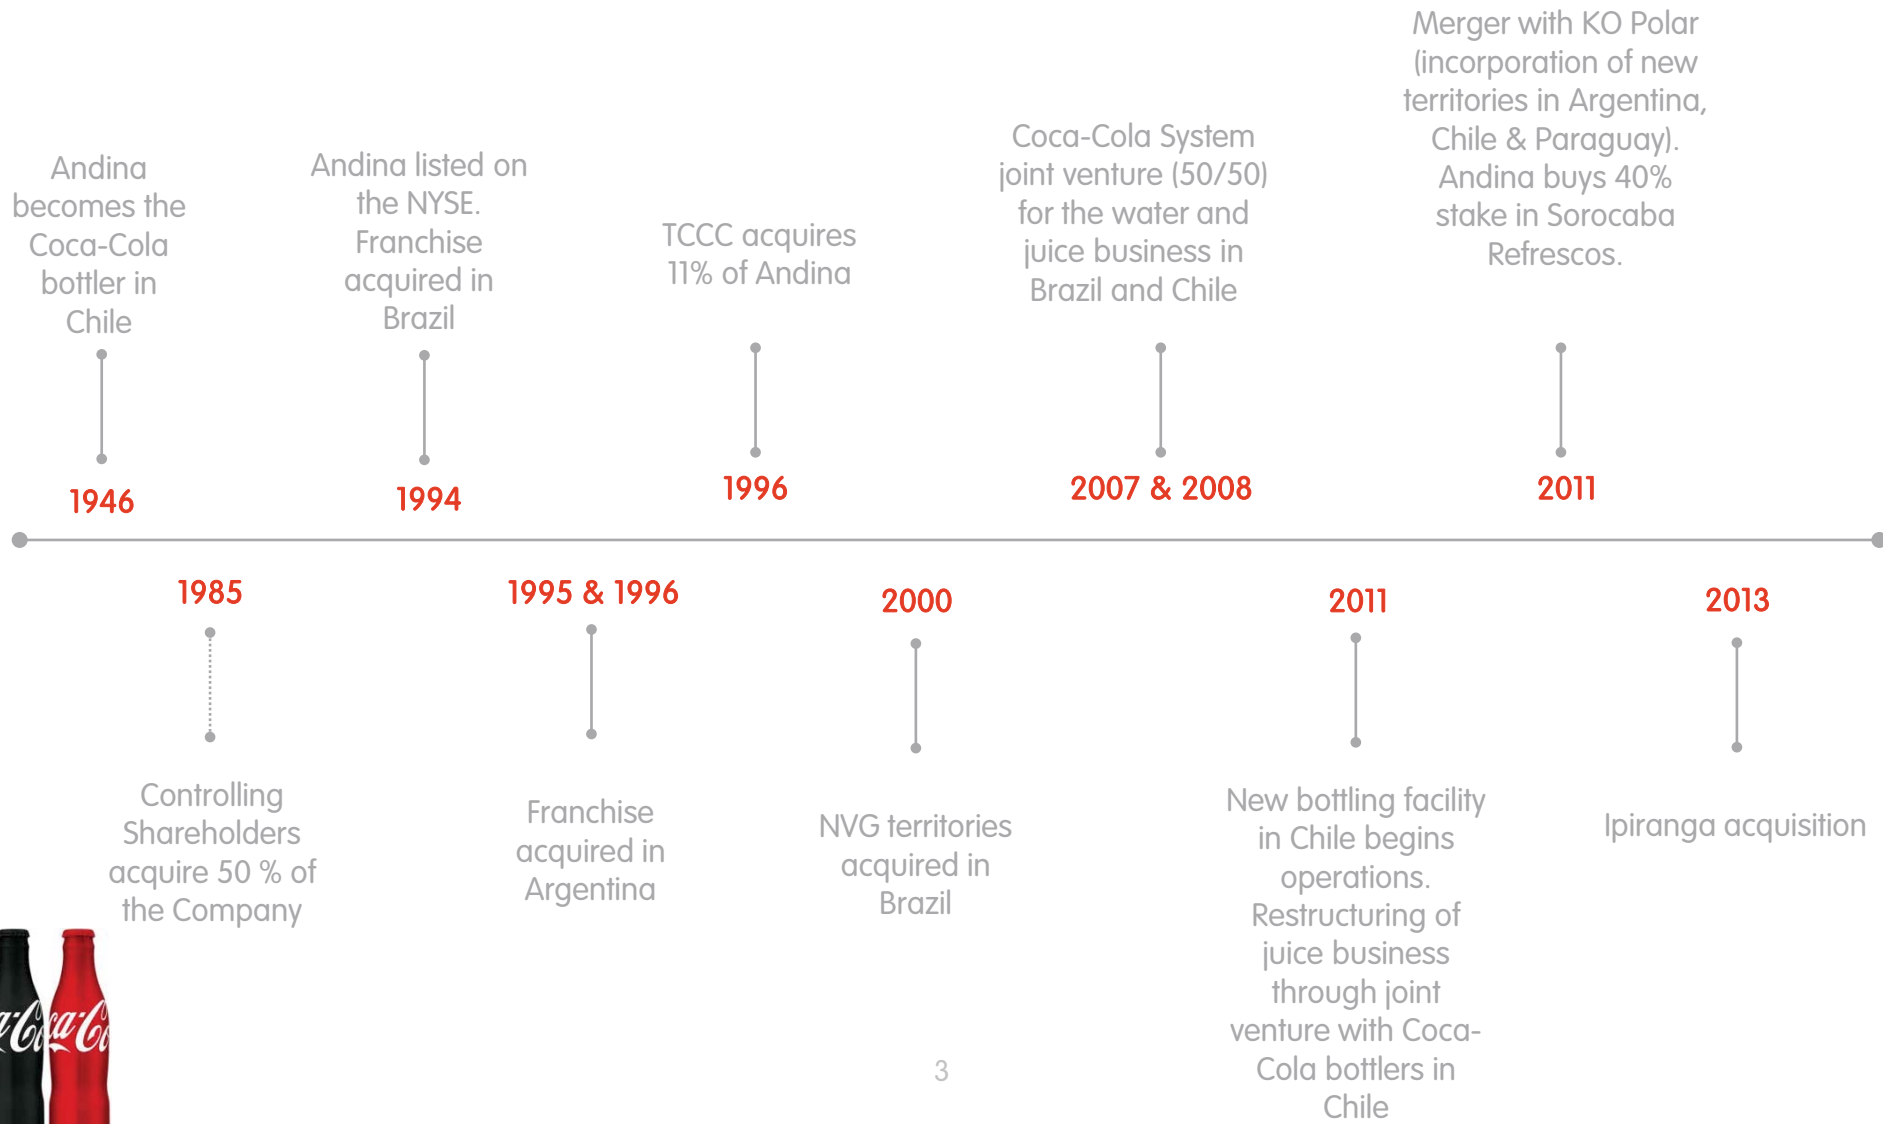 Andina
becomes the
Coca-Cola
bottler in
Chile
1946
Andina listed on
the NYSE.
Franchise
acquired in
Brazil
1994
TCCC acquires
11% of Andina
1996
Coca-Cola System
joint venture (50/50)
for the water and
juice business in
Brazil and Chile
2007 & 2008
Merger with KO Polar
(incorporation of new
territories in Argentina,
Chile & Paraguay).
Andina buys 40%
stake in Sorocaba
Refrescos.
2011
1985
Controlling
Shareholders
acquire 50 % of
the Company
1995 & 1996
Franchise
acquired in
Argentina
2000
NVG territories
acquired in
Brazil
2011
New bottling facility
in Chile begins
operations.
Restructuring of
juice business
through joint
venture with Coca-
Cola bottlers in
Chile
2013
Ipiranga acquisition
3